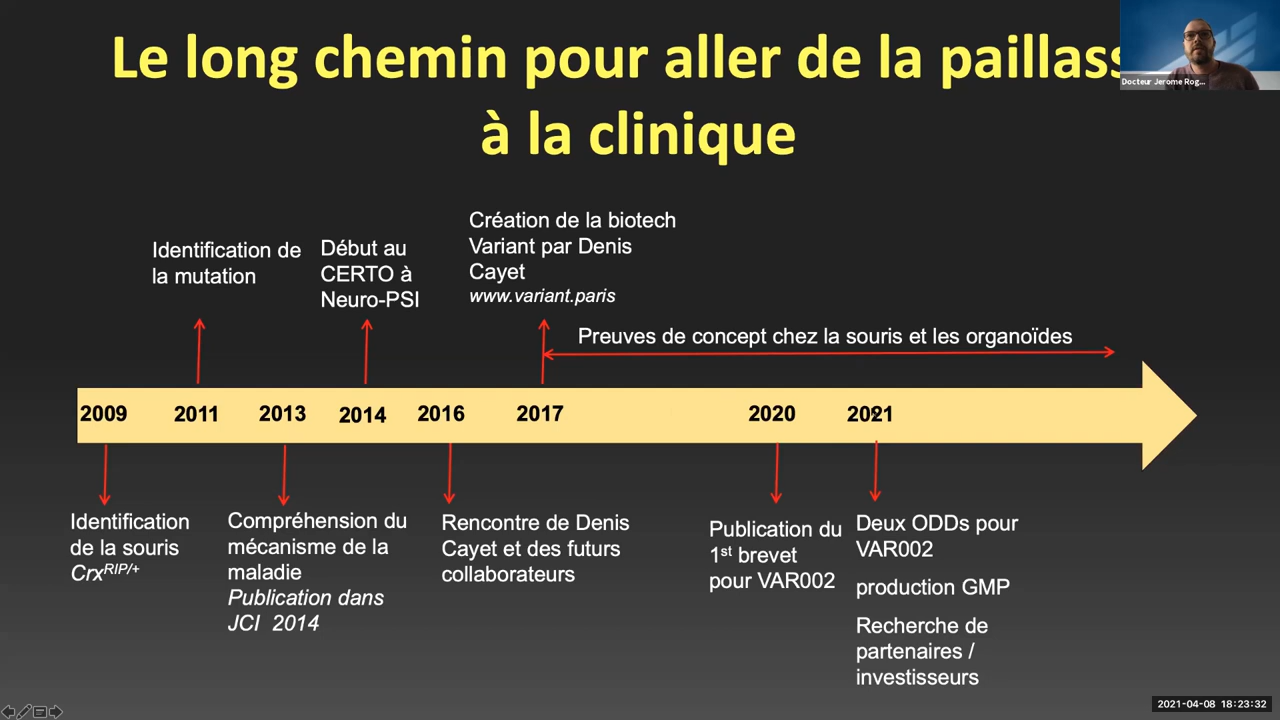 Le long chemin pour aller de la paillass
à la clinique
Docteur Jerome Rog...
Identification de
la mutation
Début au
CERTO à
Neuro-PSI
Création de la biotech
Variant par Denis
Cayet
www.variant.paris
Preuves de concept chez la souris et les organoïdes
2009
2011
2013
2014
2016
2017
2020
2021
Identification
de la souris
Crx^RIP/+
Compréhension du
mécanisme de la
maladie
Publication dans
JCI 2014
Rencontre de Denis
Cayet et des futurs
collaborateurs
Publication du
1st brevet
pour VAR002
Deux ODDs pour
VAR002
production GMP
Recherche de
partenaires /
investisseurs
2021-04-08 18:23:32